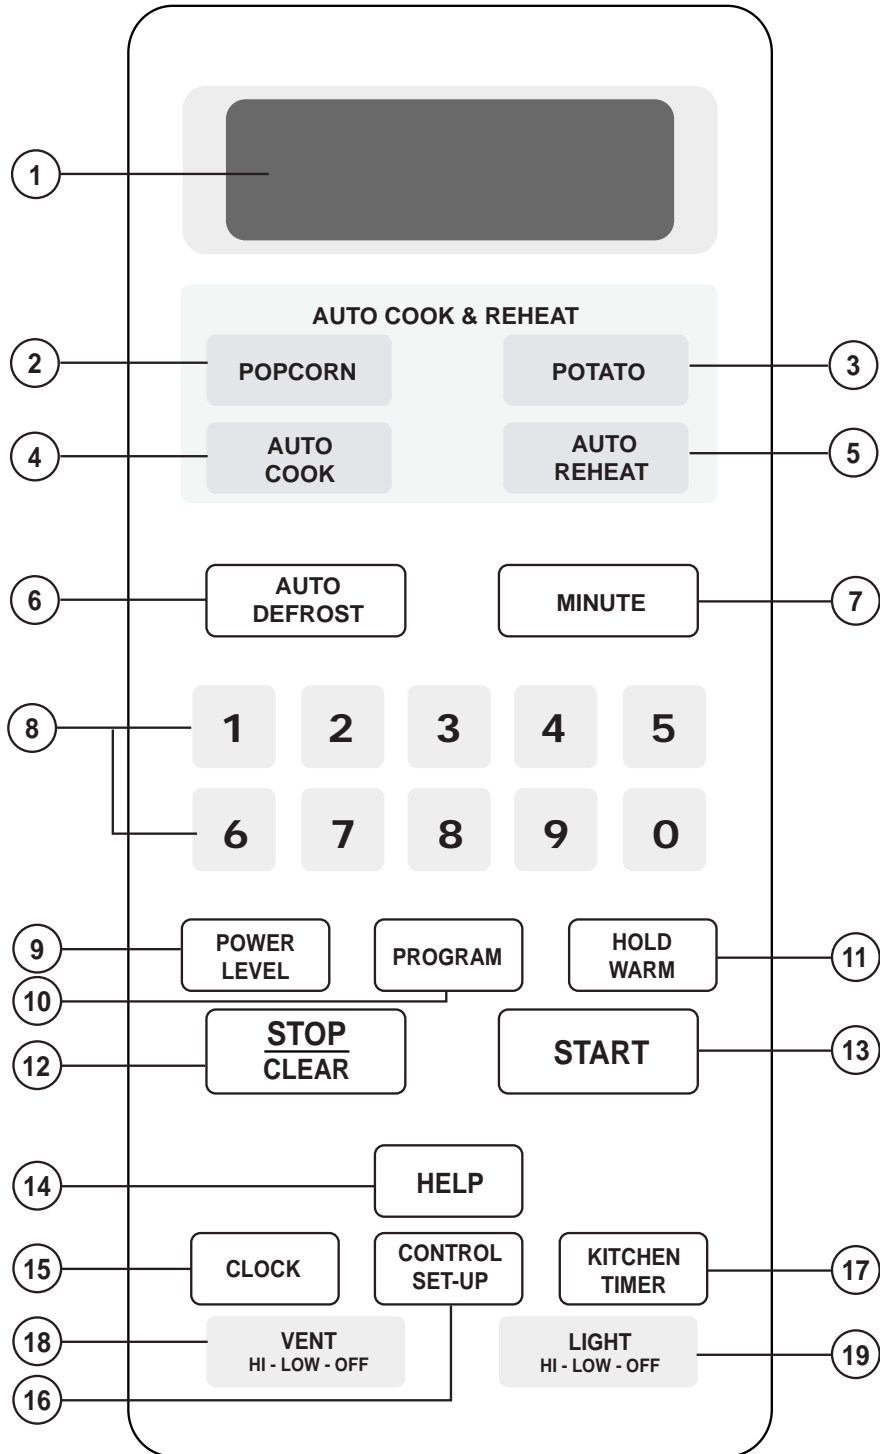 1
AUTO COOK & REHEAT
2
POPCORN
POTATO
3
4
AUTO
COOK
AUTO
REHEAT
5
6
AUTO
DEFROST
MINUTE
7
8
1 2 3 4 5
6 7 8 9 0
9
POWER
LEVEL
PROGRAM
HOLD
WARM
11
10
12
STOP
CLEAR
START
13
14
HELP
15
CLOCK
CONTROL
SET-UP
KITCHEN
TIMER
17
18
VENT
HI - LOW - OFF
LIGHT
HI - LOW - OFF
19
16